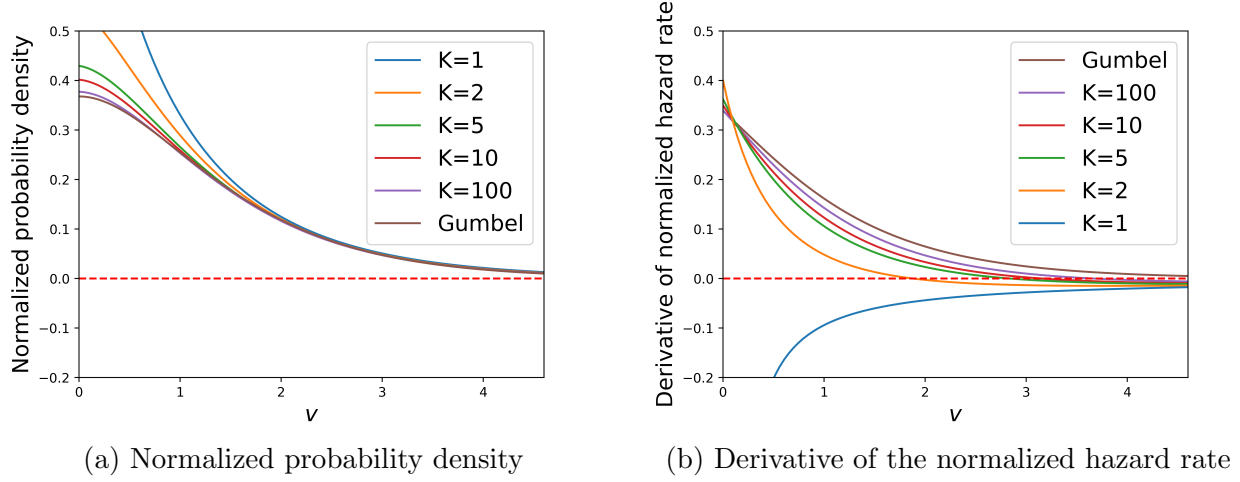 Normalized probability density
0.5
0.4
0.3
0.2
0.1
0.0
−0.1
−0.2
0
1
2
3
4
v
K=1
K=2
K=5
K=10
K=100
Gumbel
(a) Normalized probability density
Derivative of normalized hazard rate
0.5
0.4
0.3
0.2
0.1
0.0
−0.1
−0.2
0
1
2
3
4
v
Gumbel
K=100
K=10
K=5
K=2
K=1
(b) Derivative of the normalized hazard rate